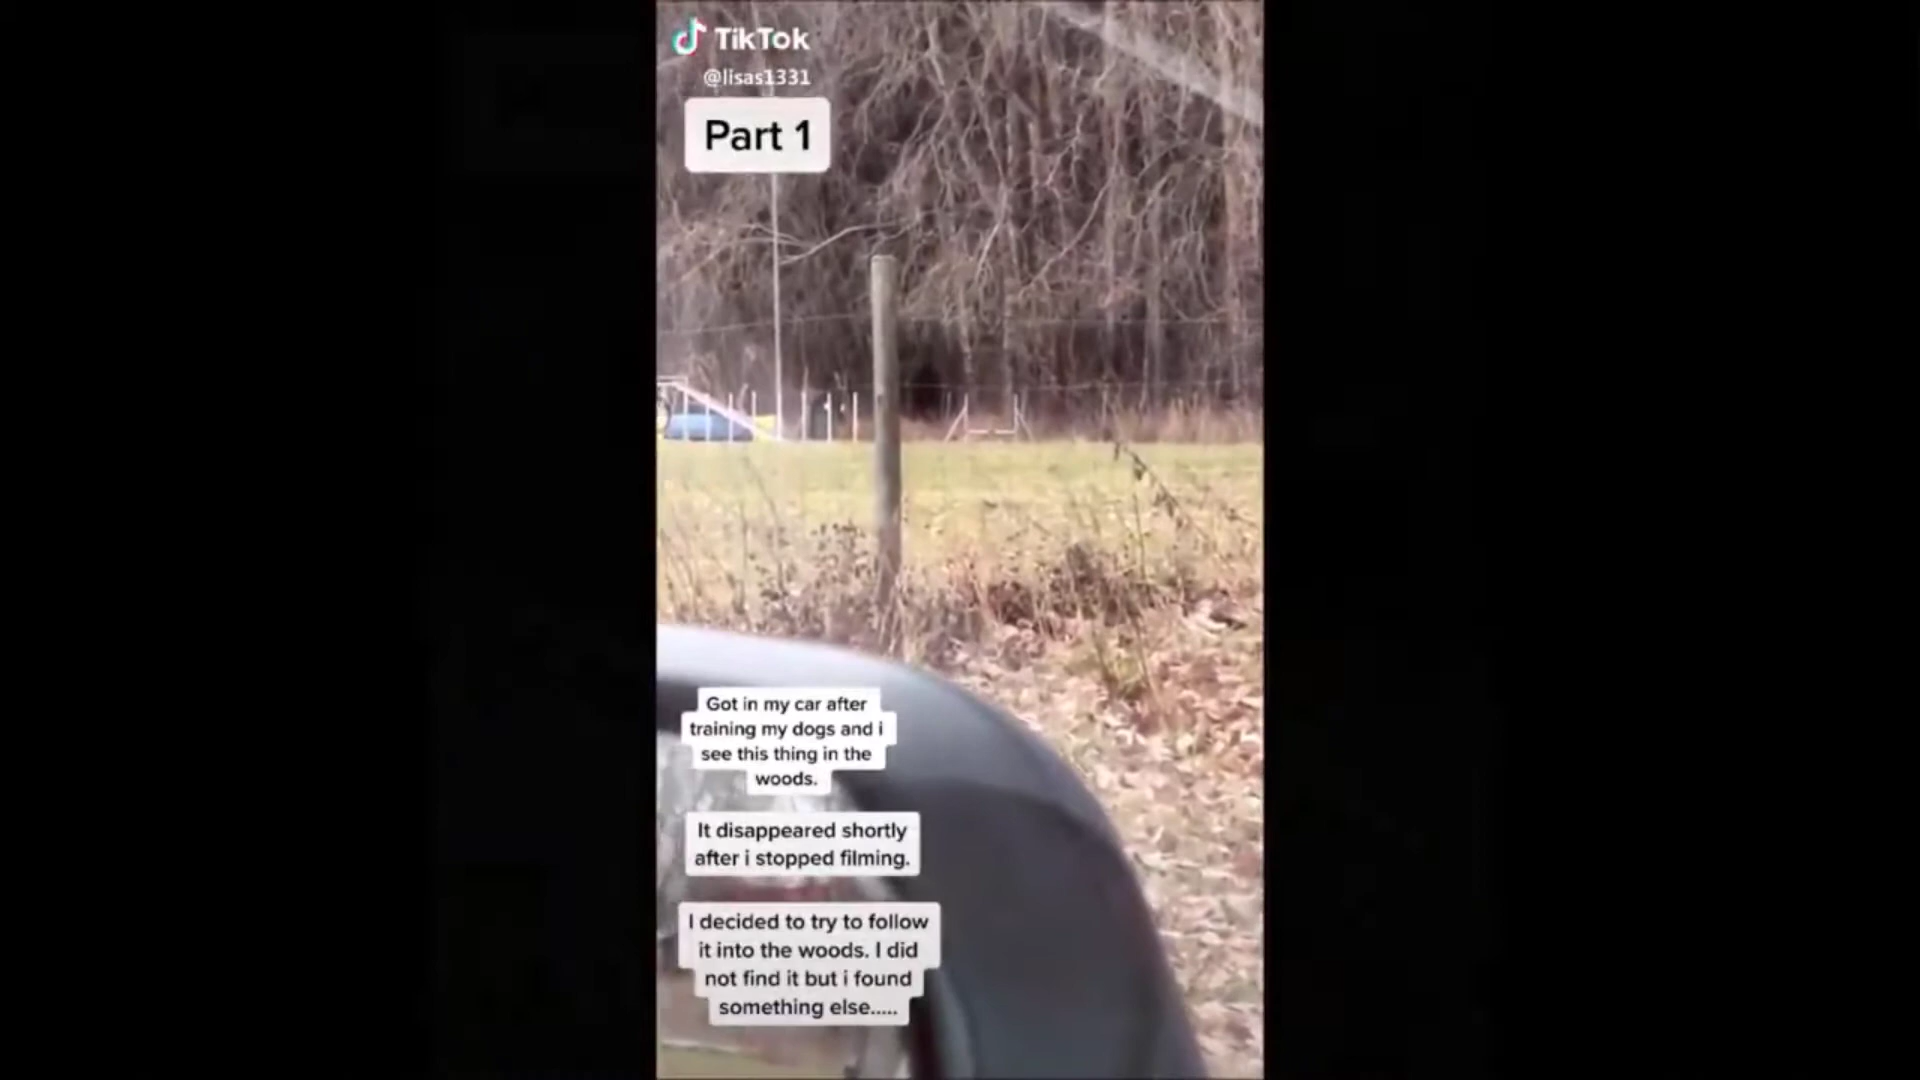 TikTok
@lisas1331
Part 1
Got in my car after
training my dogs and i
see this thing in the
woods.
It disappeared shortly
after i stopped filming.
I decided to try to follow
it into the woods. I did
not find it but i found
something else.....